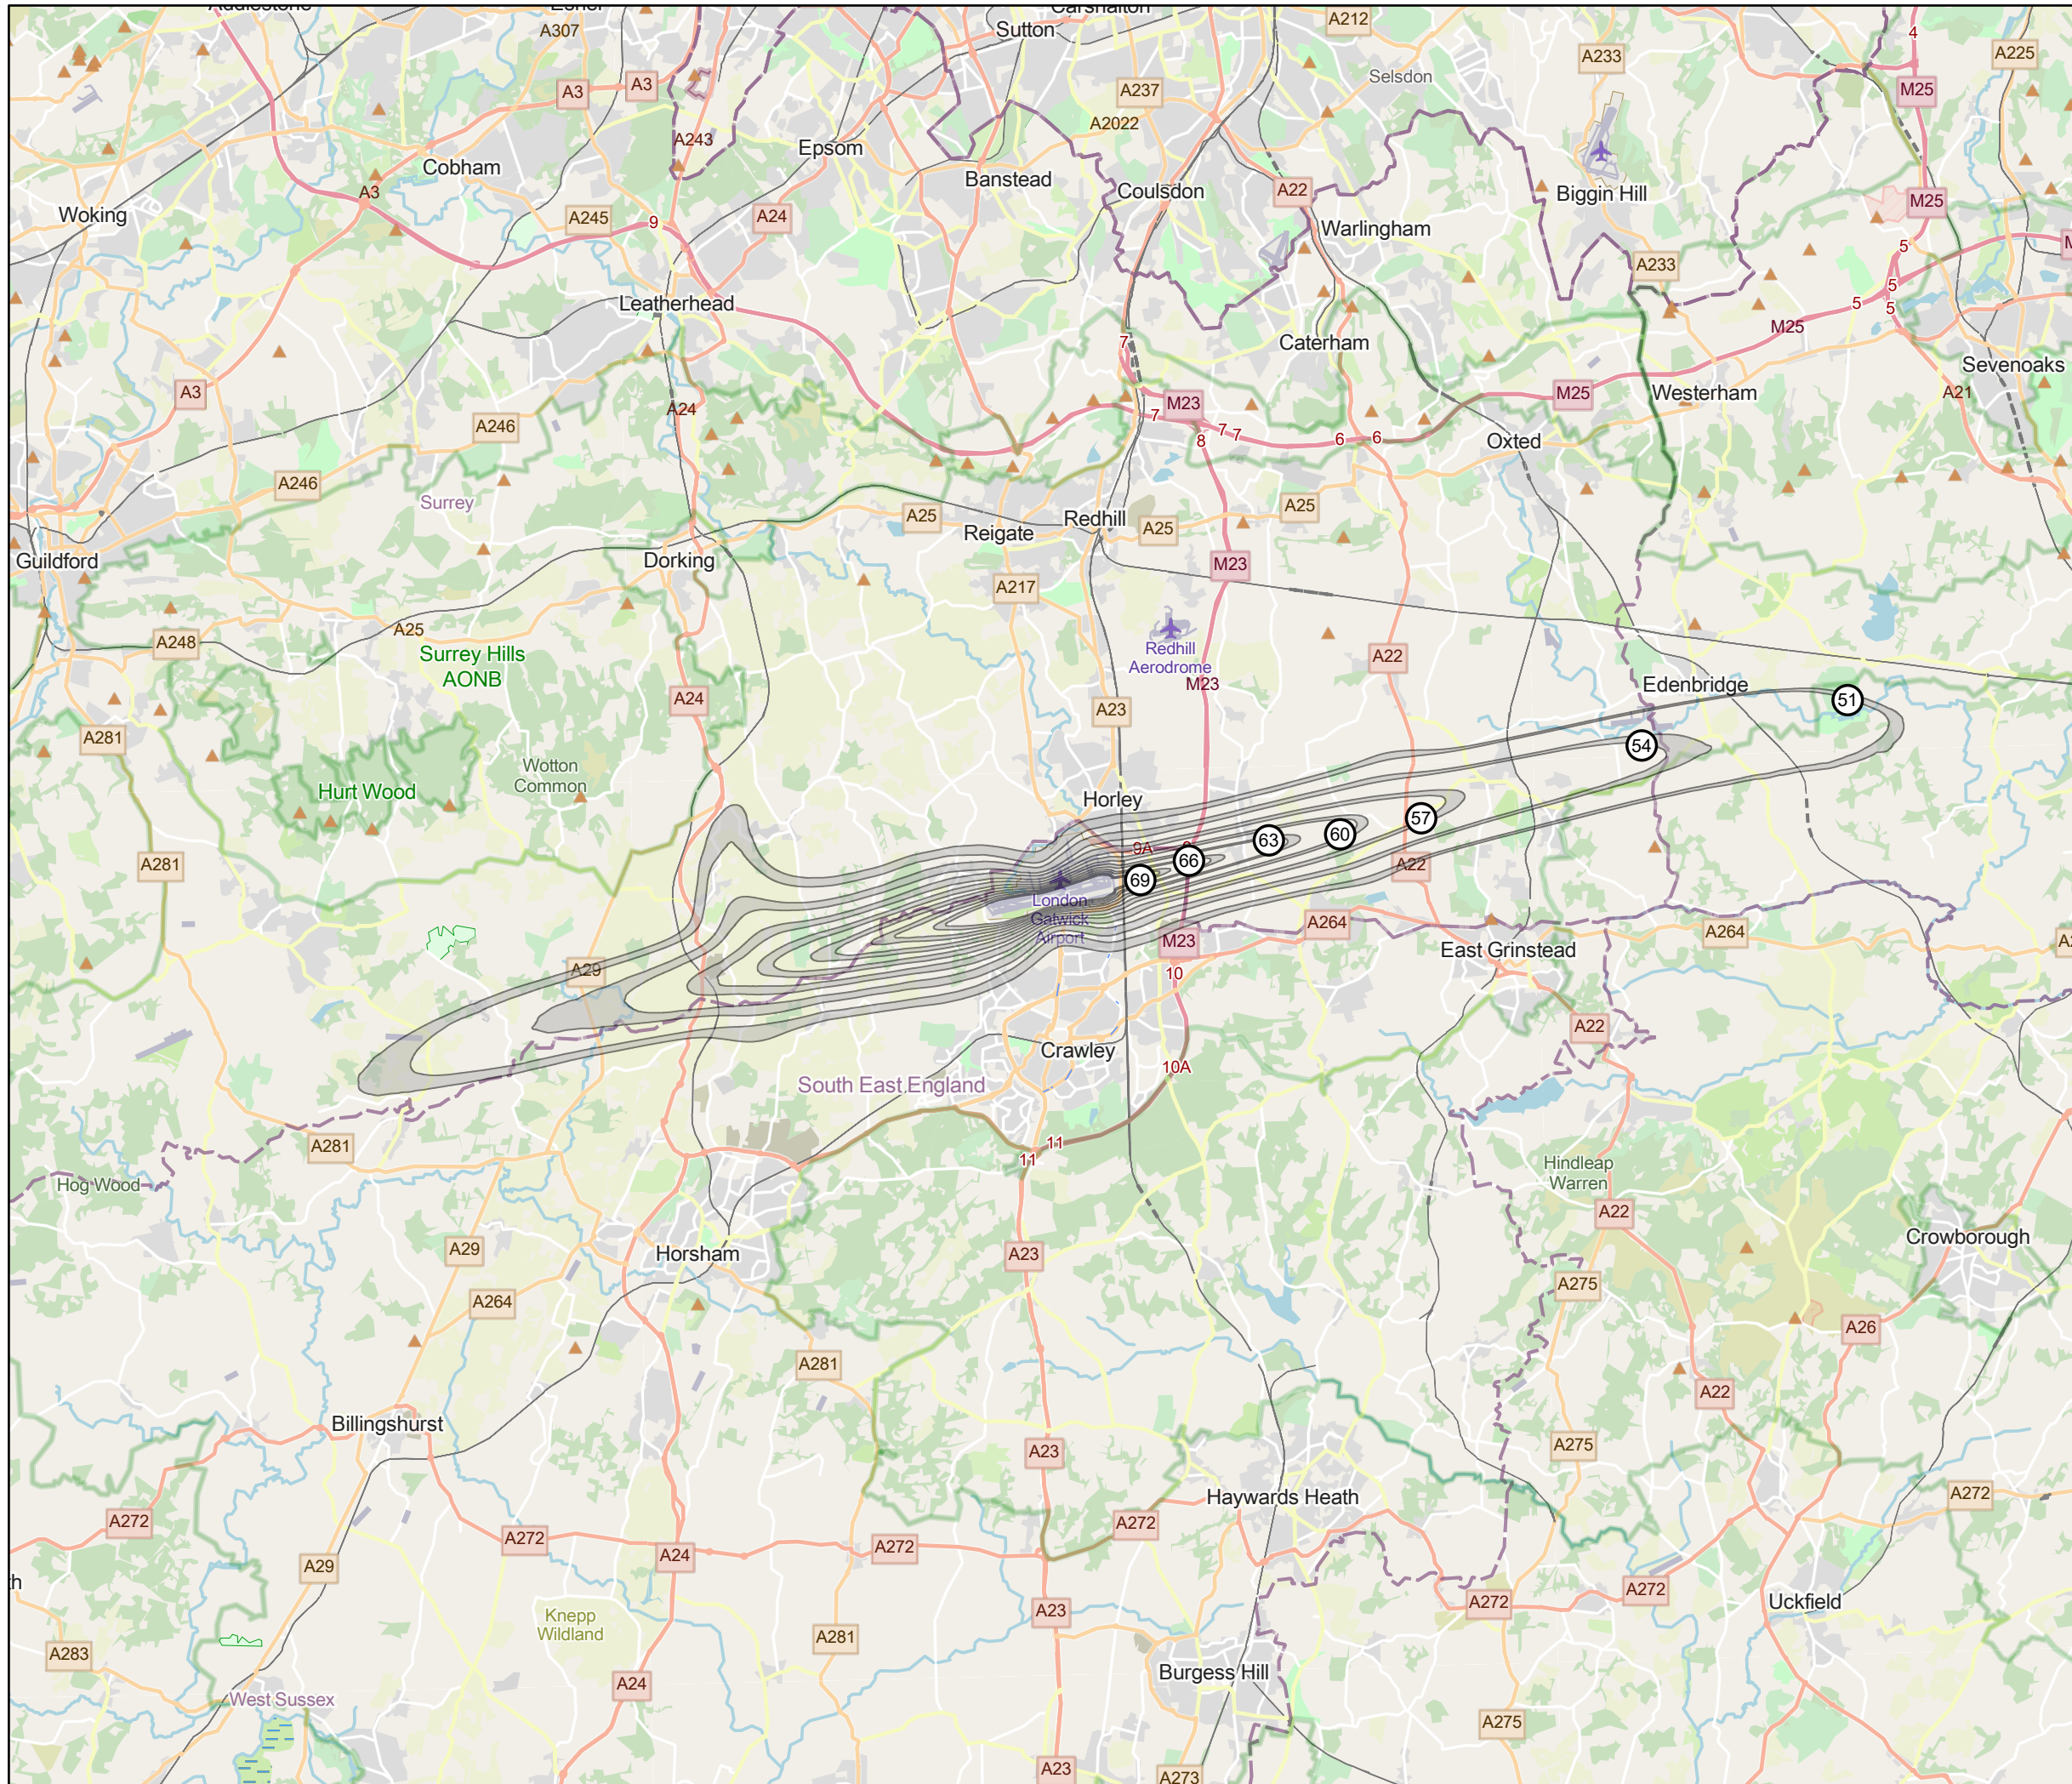 Sutton
A307
A212
A233
A225
4
A3
A3
A237
Selsdon
M25
A2022
A243
Epsom
Cobham
Banstead
Coulsdon
A22
Biggin Hill
M25
A3
Woking
A245
9
A24
Warlingham
5
A233
5
Leatherhead
5
5
M25
7
Caterham
Sevenoaks
A3
M25
Westerham
A21
A24
M23
7
A246
8
7
7
6
6
Oxted
A246
Surrey
A25
A25
Redhill
A25
Reigate
Guildford
Dorking
M23
A217
A25
A248
Redhill
Aerodrome
Surrey Hills
AONB
A22
M23
Edenbridge
A24
51
A23
A281
54
Wotton
Common
Hurt Wood
Horley
57
60
63
9A
66
A281
A22
69
London
Gatwick
Airport
A264
A264
M23
East Grinstead
A29
10
A22
Crawley
10A
South East England
A281
11
11
Hindleap
Warren
Hog Wood
A22
Crowborough
A29
Horsham
A23
A275
A264
A26
A281
A22
Billingshurst
A275
A23
Haywards Heath
A272
A272
A272
A272
A272
A24
A29
A272
A272
Uckfield
Knepp
Wildland
A23
A281
A283
Burgess Hill
A24
West Sussex
A275
A23
A273